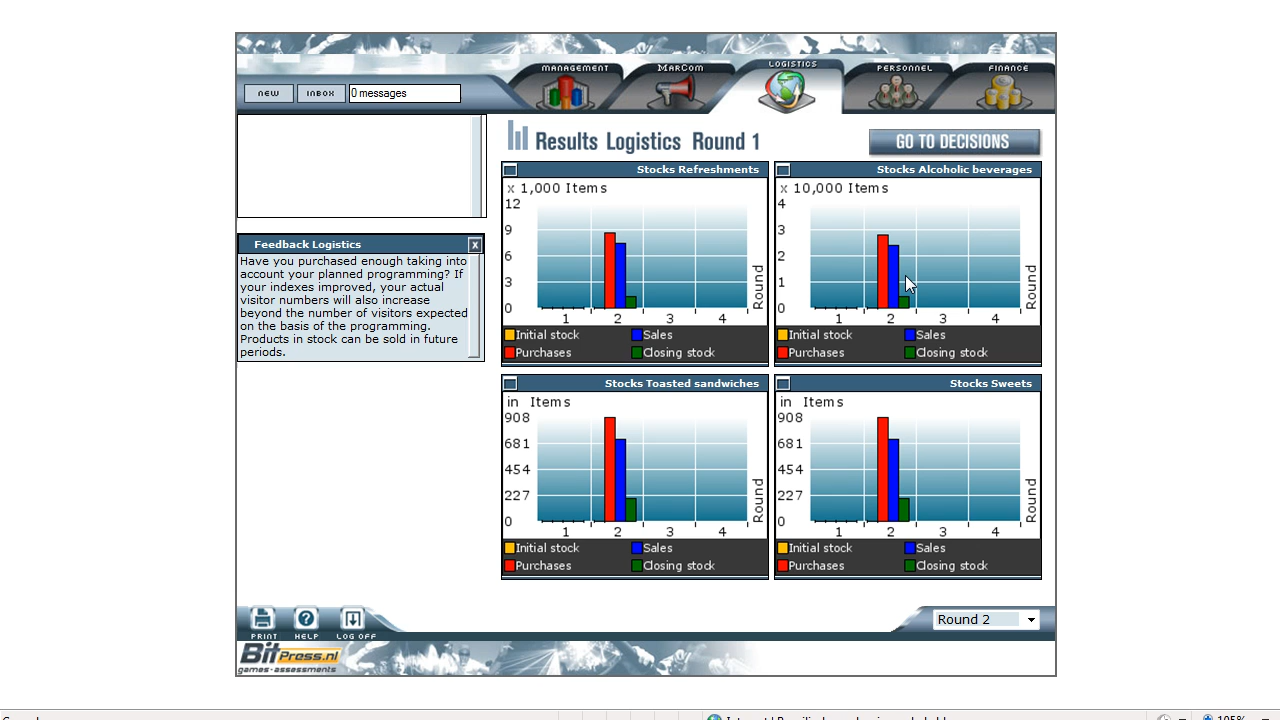 MANAGEMENT
MARCOM
LOGISTICS
PERSONNEL
FINANCE
NEW
INBOX
0 messages
Results Logistics Round 1
GO TO DECISIONS
Feedback Logistics
X
Have you purchased enough taking into
account your planned programming? If
your indexes improved, your actual
visitor numbers will also increase
beyond the number of visitors expected
on the basis of the programming.
Products in stock can be sold in future
periods.
Stocks Refreshments
x 1,000 Items
12
9
6
3
0
1 2 3 4
Round
Initial stock Sales
Purchases Closing stock
Stocks Alcoholic beverages
x 10,000 Items
4
3
2
1
0
1 2 3 4
Round
Initial stock Sales
Purchases Closing stock
Stocks Toasted sandwiches
in Items
908
681
454
227
0
1 2 3 4
Round
Initial stock Sales
Purchases Closing stock
Stocks Sweets
in Items
908
681
454
227
0
1 2 3 4
Round
Initial stock Sales
Purchases Closing stock
PRINT HELP LOG OFF
Round 2
BitPress.nl
games-assessments
105%